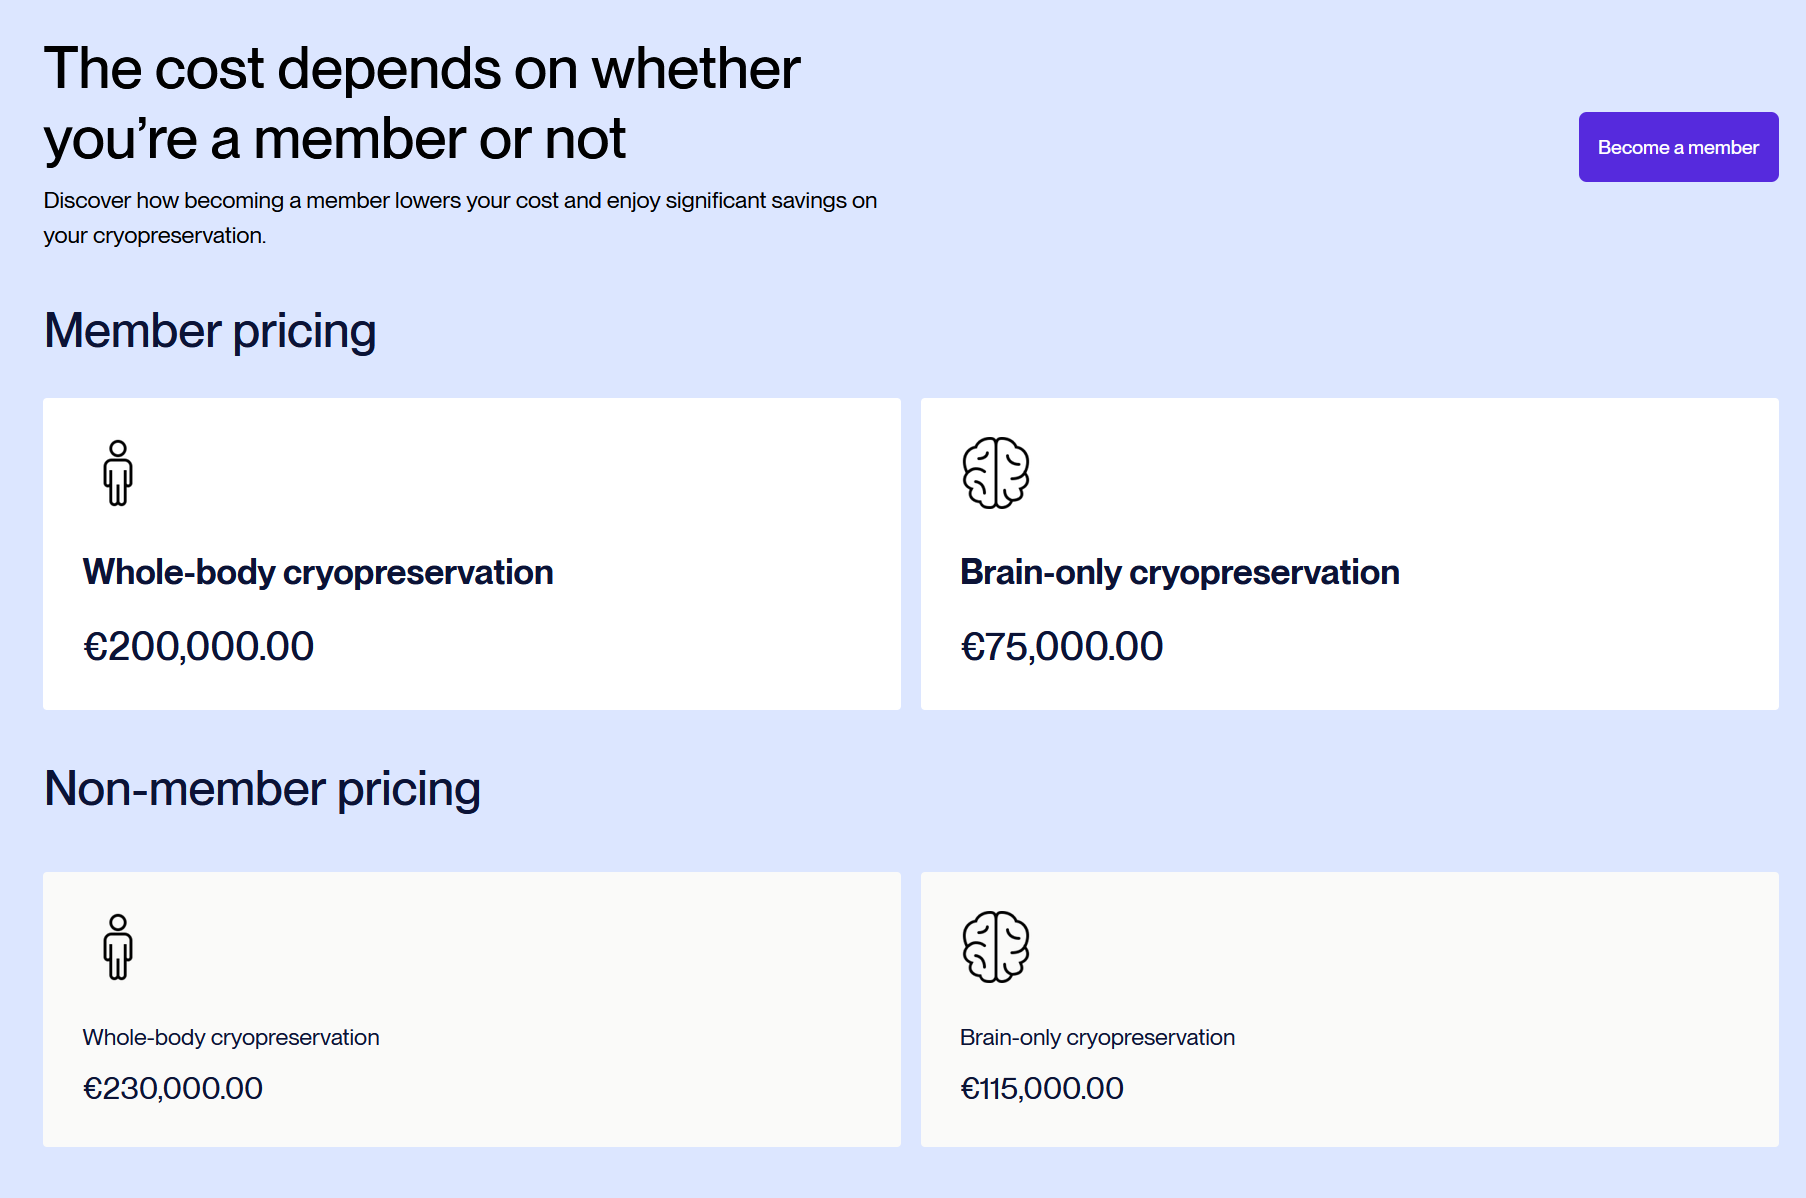 The cost depends on whether
you’re a member or not
Become a member
Discover how becoming a member lowers your cost and enjoy significant savings on
your cryopreservation.
Member pricing
Whole-body cryopreservation
€200,000.00
Brain-only cryopreservation
€75,000.00
Non-member pricing
Whole-body cryopreservation
€230,000.00
Brain-only cryopreservation
€115,000.00